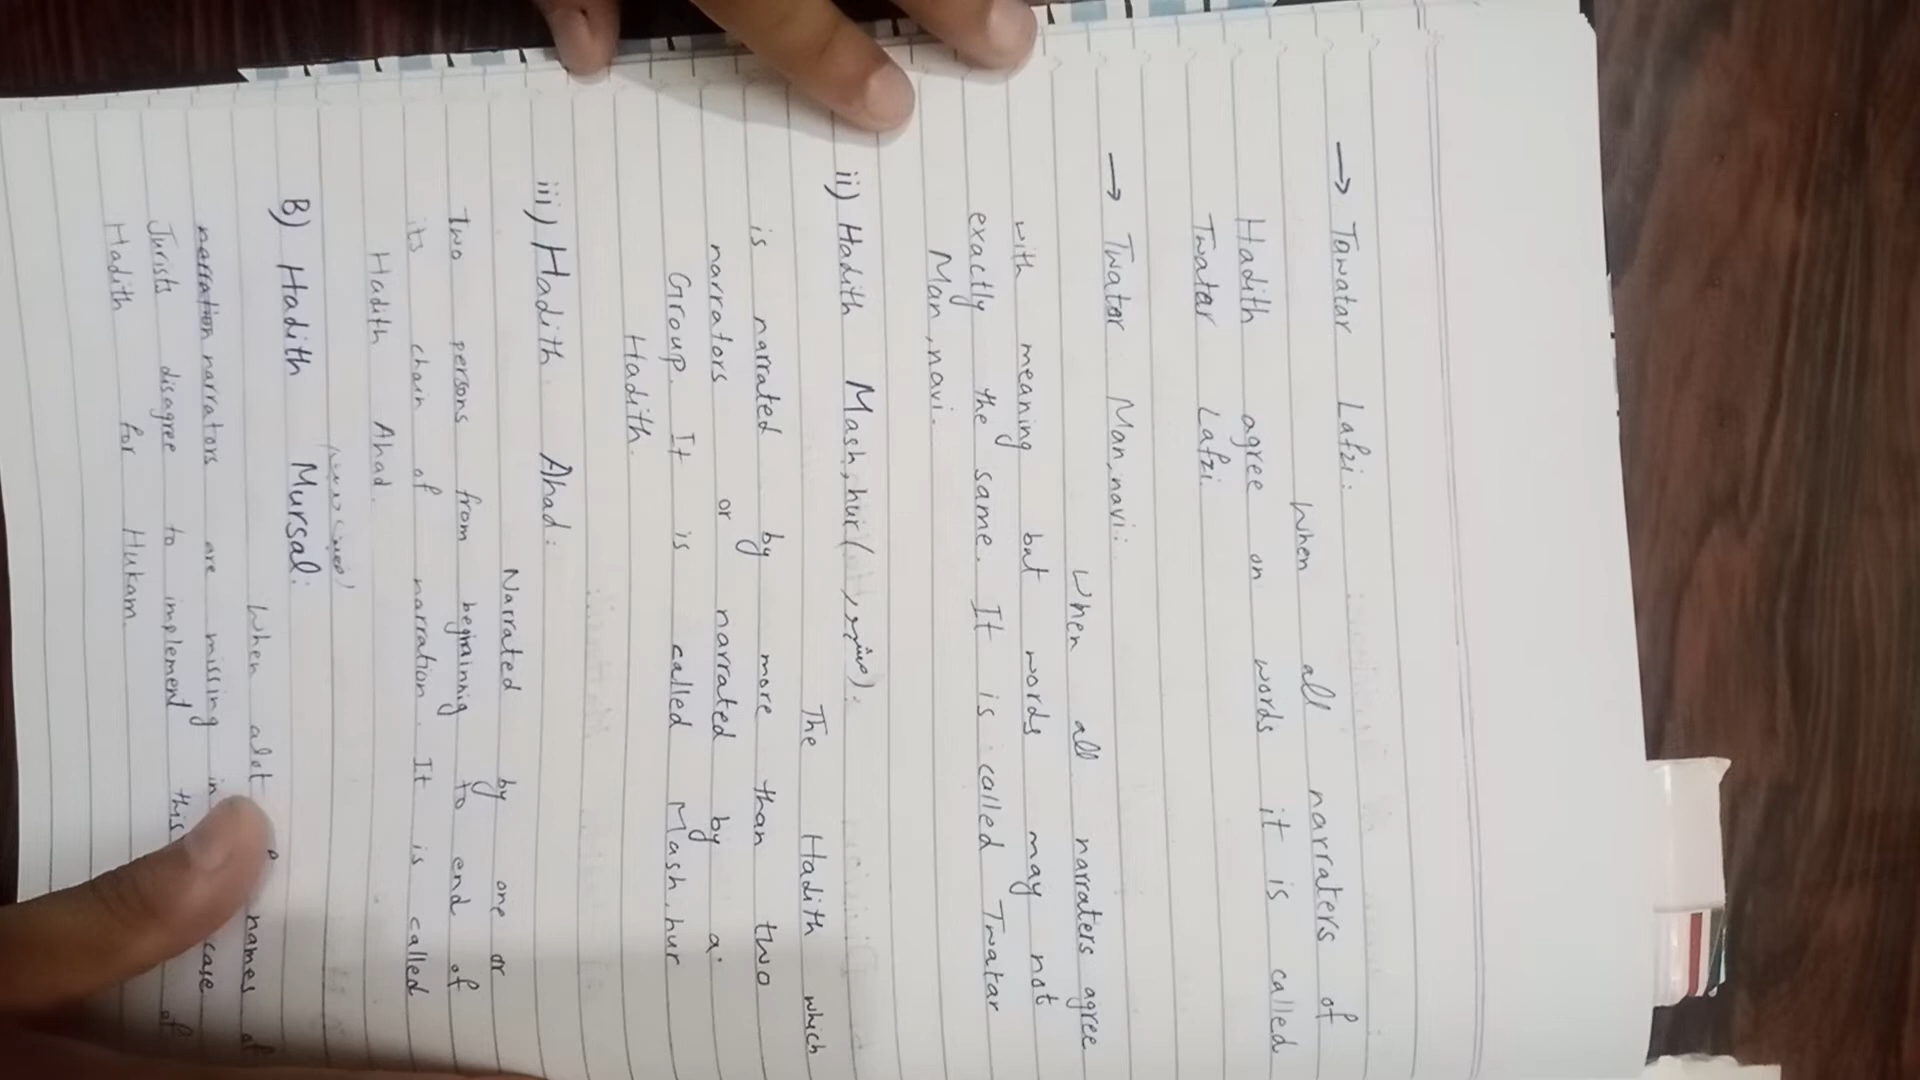 → Tawatar Lafzi:
When all narraters of
Hadith agree on words it is called
Twater Lafzi
→ Twator Man,navi:
When all narraters agree
with meaning but words may not
exactly the same. It is called Twatar
Man,navi.
ii) Hadith Mash,hur( ):
The Hadith which
is narrated by more than two
narrators or narrated by a
Group. It is called Mash,hur
Hadith.
iii) Hadith Ahad:
Narrated by one or
Two persons from beginning to end of
its chain of narration. It is called
Hadith Ahad.
B) Hadith Mursal:
When alot names of
narration narrators are missing in case
Jurists disagree to implement this of
Hadith for Hukam